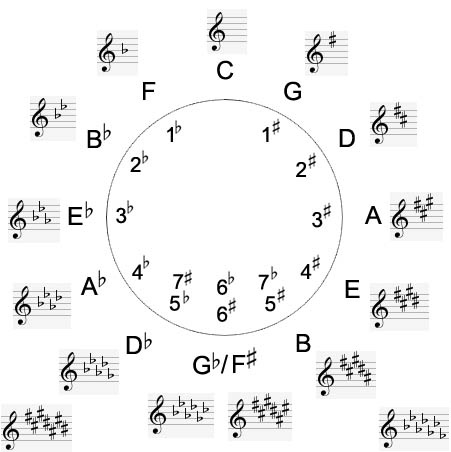 C
F G
1♭ 1♯
B♭ D
2♭ 2♯
E♭ 3♭ 3♯ A
4♭ 4♯
A♭ 7♯ 6♭ 7♭ E
5♭ 6♯ 5♯
D♭ B
G♭/F♯